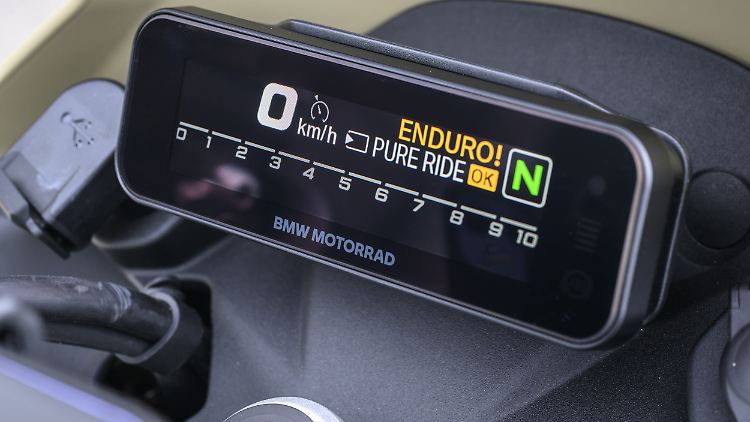 0 km/h
ENDURO!
PURE RIDE OK
N
0 1 2 3 4 5 6 7 8 9 10
BMW MOTORRAD